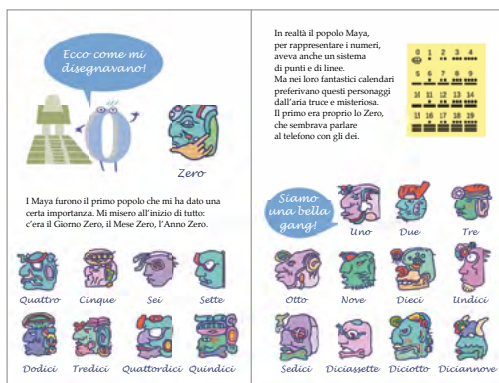 Ecco come mi
disegnavano!
Zero
I Maya furono il primo popolo che mi ha dato una
certa importanza. Mi misero all'inizio di tutto:
c'era il Giorno Zero, il Mese Zero, l'Anno Zero.
Quattro Cinque Sei Sette
Dodici Tredici Quattordici Quindici
In realtà il popolo Maya,
per rappresentare i numeri,
aveva anche un sistema
di punti e di linee.
Ma nei loro fantastici calendari
preferivano questi personaggi
dall'aria truce e misteriosa.
Il primo era proprio lo Zero,
che sembrava parlare
al telefono con gli dei.
0 1 2 3 4
5 6 7 8 9
10 11 12 13 14
15 16 17 18 19
Siamo
una bella
gang!
Uno Due Tre
Otto Nove Dieci Undici
Sedici Diciassette Diciotto Diciannove